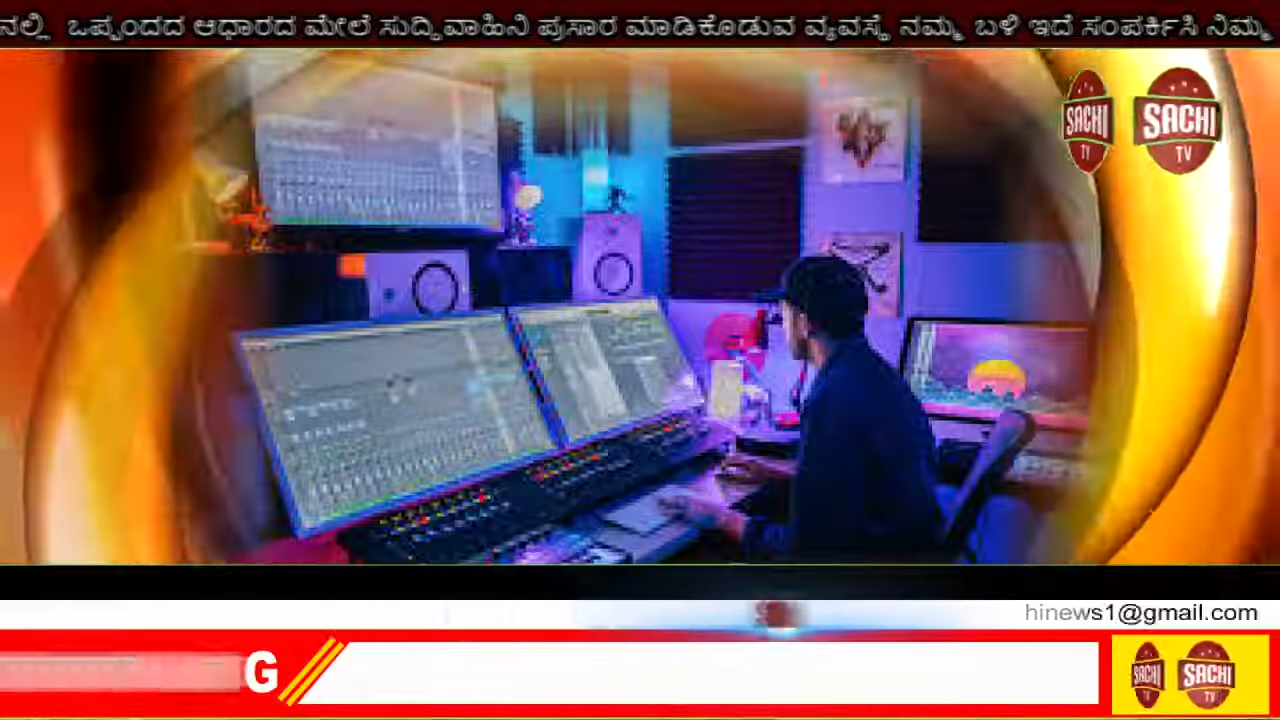 ಒಪ್ಪಂದದ ಆಧಾರದ ಮೇಲೆ ಸುದ್ದಿವಾಹಿನಿ ಪ್ರಸಾರ ಮಾಡಿಕೊಡುವ ವ್ಯವಸ್ಥೆ ನಮ್ಮ ಬಳಿ ಇದೆ ಸಂಪರ್ಕಿಸಿ ನಿಮ್ಮ
SACHI
TV
SACHI
TV
hinews1@gmail.com
G
SACHI
TV
SACHI
TV